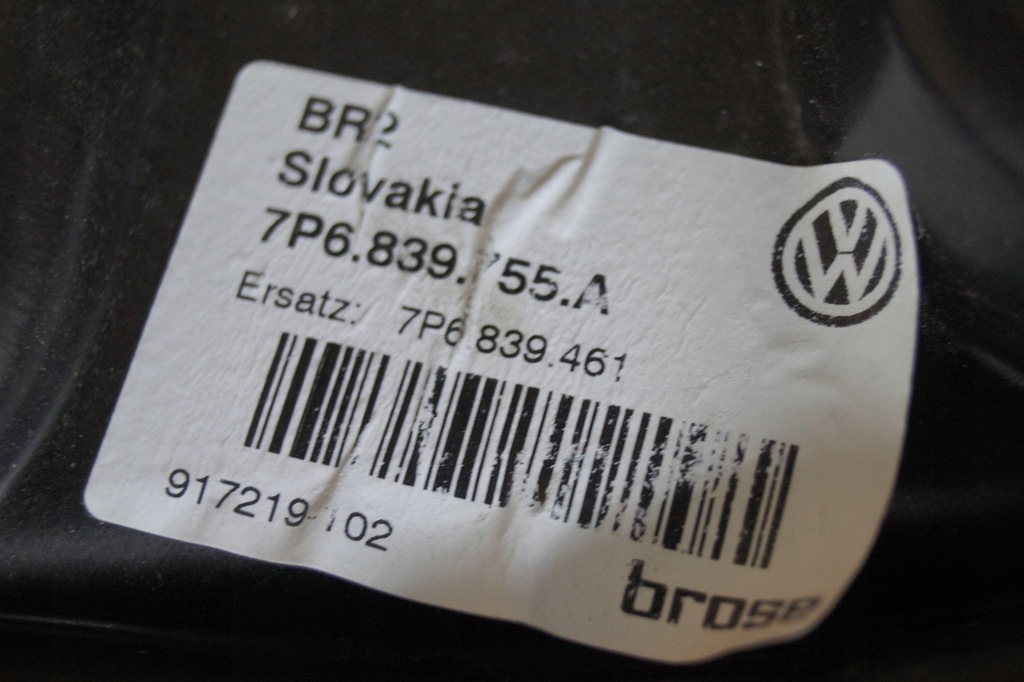 BR2
Slovakia
7P6.839.755.A
Ersatz: 7P6.839.461
917219-102
brose